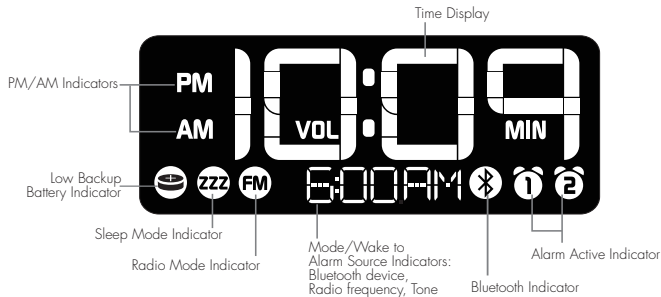 Time Display
PM/AM Indicators
PM
AM
10:09
VOL
MIN
Low Backup
Battery Indicator
zzz
FM
6:00AM
1
2
Sleep Mode Indicator
Radio Mode Indicator
Mode/Wake to
Alarm Source Indicators:
Bluetooth device,
Radio frequency, Tone
Bluetooth Indicator
Alarm Active Indicator